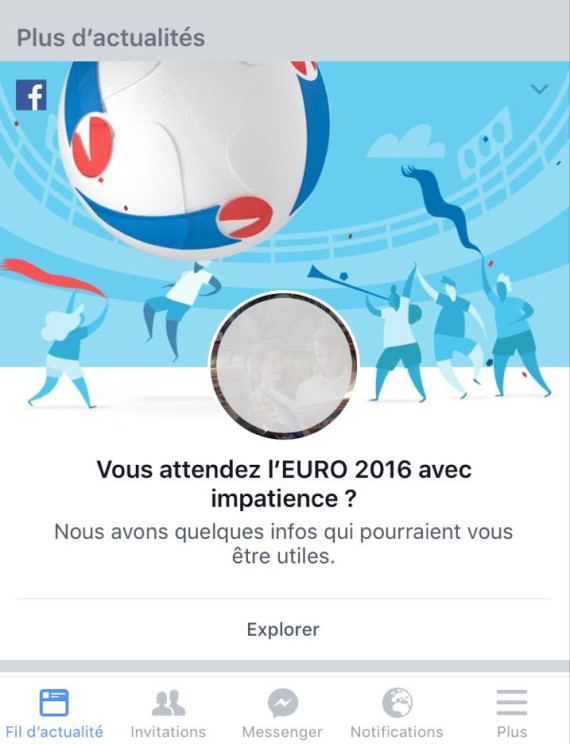 Plus d’actualités
Vous attendez l’EURO 2016 avec
impatience ?
Nous avons quelques infos qui pourraient vous
être utiles.
Explorer
Fil d’actualité
Invitations
Messenger
Notifications
Plus